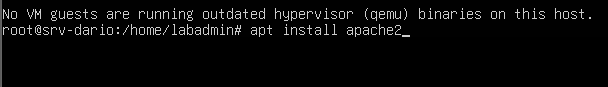 No VM guests are running outdated hypervisor (qemu) binaries on this host.
root@srv-dario:/home/labadmin# apt install apache2_